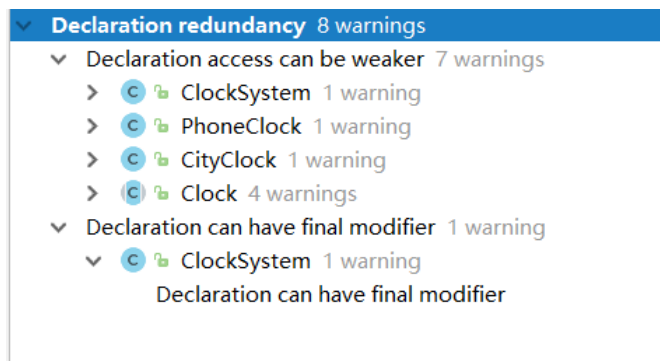 Declaration redundancy 8 warnings
Declaration access can be weaker 7 warnings
C ClockSystem 1 warning
C PhoneClock 1 warning
C CityClock 1 warning
C Clock 4 warnings
Declaration can have final modifier 1 warning
C ClockSystem 1 warning
Declaration can have final modifier